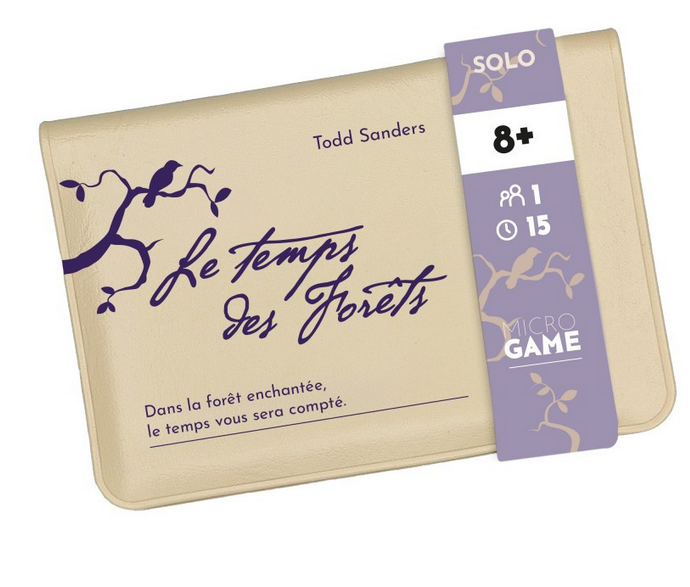 Todd Sanders
Le temps
des Forêts
Dans la forêt enchantée,
le temps vous sera compté.
SOLO
8+
1
15
MICRO
GAME